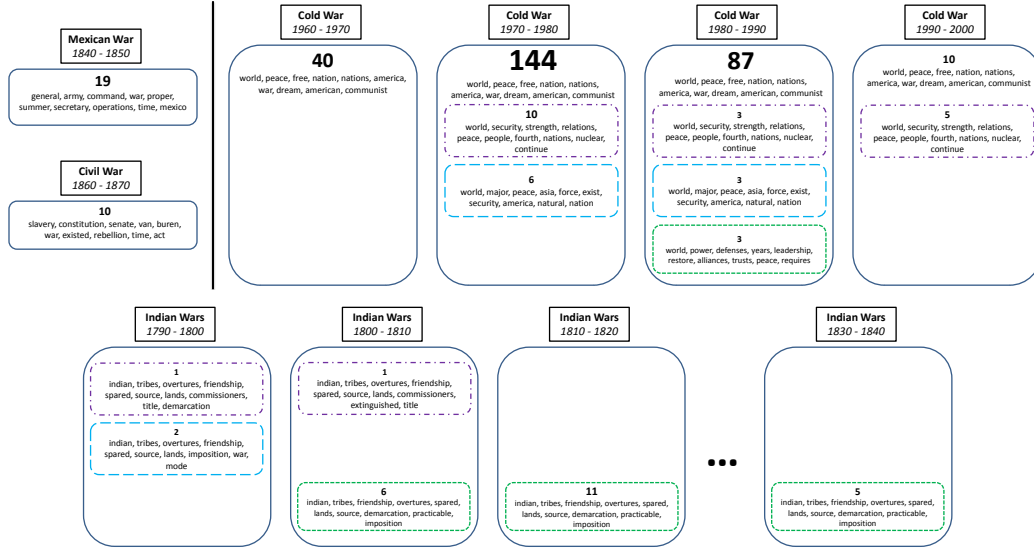 Mexican War
1840 - 1850
19
general, army, command, war, proper,
summer, secretary, operations, time, mexico
Civil War
1860 - 1870
10
slavery, constitution, senate, van, buren,
war, existed, rebellion, time, act
Cold War
1960 - 1970
40
world, peace, free, nation, nations, america,
war, dream, american, communist
Cold War
1970 - 1980
144
world, peace, free, nation, nations,
america, war, dream, american, communist
10
world, security, strength, relations,
peace, people, fourth, nations, nuclear,
continue
6
world, major, peace, asia, force, exist,
security, america, natural, nation
Cold War
1980 - 1990
87
world, peace, free, nation, nations,
america, war, dream, american, communist
3
world, security, strength, relations,
peace, people, fourth, nations, nuclear,
continue
3
world, major, peace, asia, force, exist,
security, america, natural, nation
3
world, power, defenses, years, leadership,
restore, alliances, trusts, peace, requires
Cold War
1990 - 2000
10
world, peace, free, nation, nations,
america, war, dream, american, communist
5
world, security, strength, relations,
peace, people, fourth, nations, nuclear,
continue
Indian Wars
1790 - 1800
1
indian, tribes, overtures, friendship,
spared, source, lands, commissioners,
title, demarcation
2
indian, tribes, overtures, friendship,
spared, source, lands, imposition, war,
mode
Indian Wars
1800 - 1810
1
indian, tribes, overtures, friendship,
spared, source, lands, commissioners,
extinguished, title
6
indian, tribes, friendship, overtures, spared,
lands, source, demarcation, practicable,
imposition
Indian Wars
1810 - 1820
11
indian, tribes, friendship, overtures, spared,
lands, source, demarcation, practicable,
imposition
...
Indian Wars
1830 - 1840
5
indian, tribes, friendship, overtures, spared,
lands, source, demarcation, practicable,
imposition